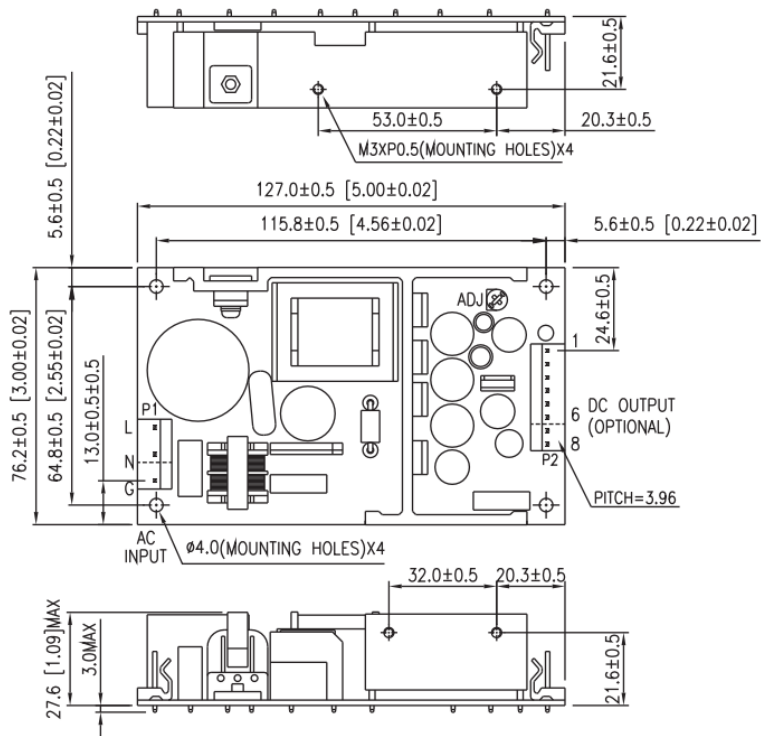 21.6±0.5
53.0±0.5
20.3±0.5
M3XP0.5(MOUNTING HOLES)X4
5.6±0.5 [0.22±0.02]
127.0±0.5 [5.00±0.02]
115.8±0.5 [4.56±0.02]
5.6±0.5 [0.22±0.02]
76.2±0.5 [3.00±0.02]
64.8±0.5 [2.55±0.02]
13.0±0.5±0.5
ADJ
24.6±0.5
1
P1
L
N
G
6
8
P2
DC OUTPUT
(OPTIONAL)
PITCH=3.96
AC
INPUT
ø4.0(MOUNTING HOLES)X4
32.0±0.5
20.3±0.5
27.6 [1.09]MAX
3.0MAX
21.6±0.5